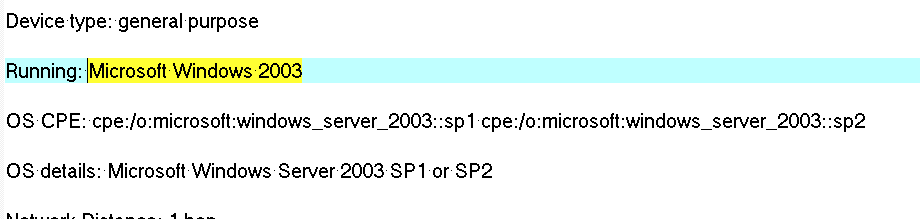 Device type: general purpose
Running: Microsoft Windows 2003
OS CPE: cpe:/o:microsoft:windows_server_2003::sp1 cpe:/o:microsoft:windows_server_2003::sp2
OS details: Microsoft Windows Server 2003 SP1 or SP2
Network Distance: 1 hop